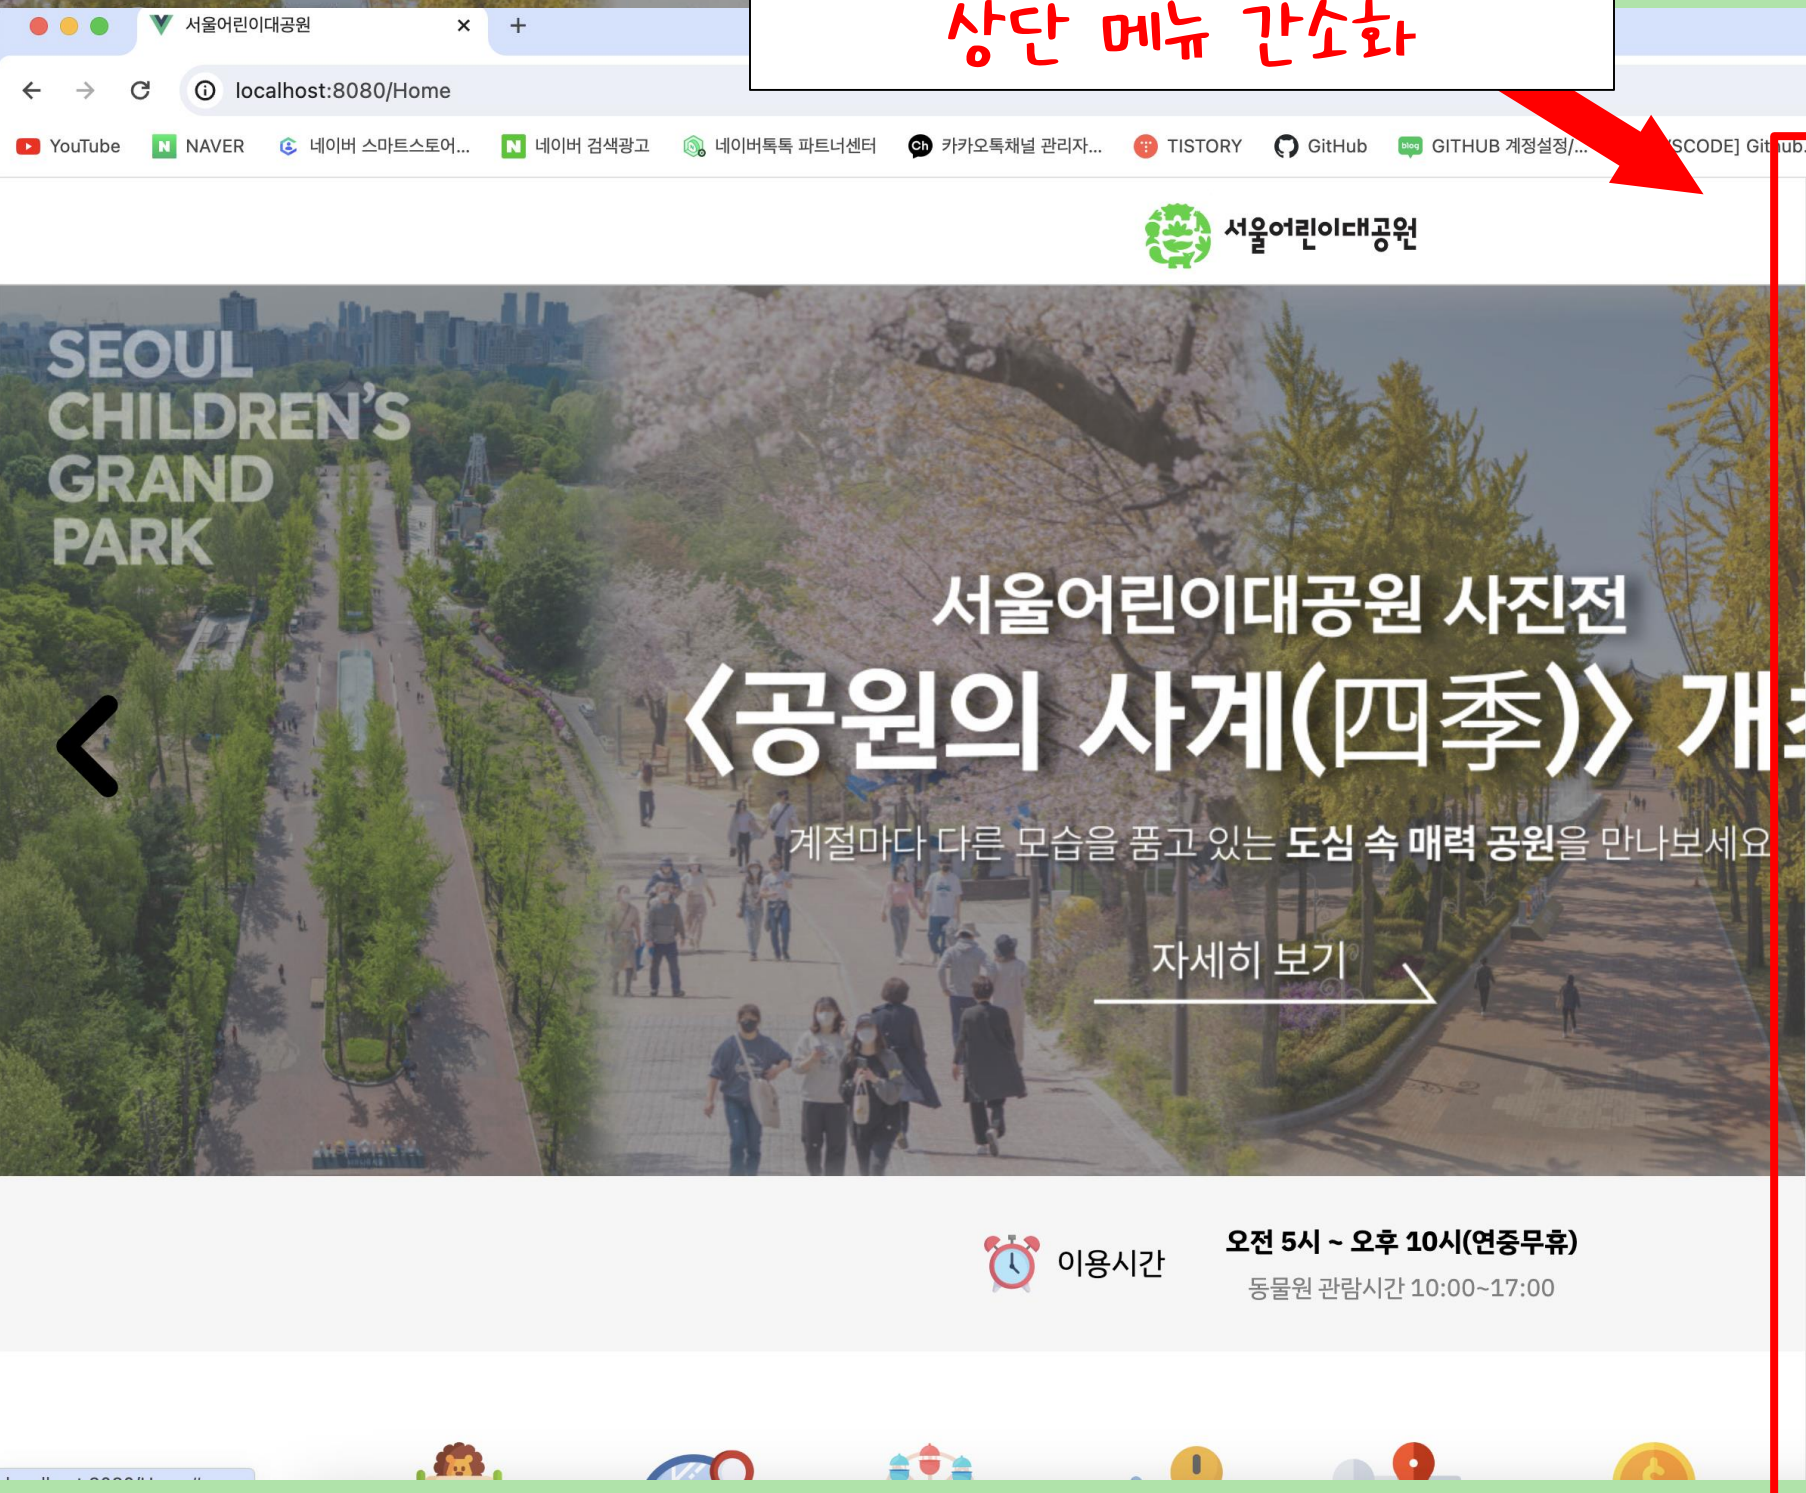 상단 메뉴 간소화
서울어린이대공원
localhost:8080/Home
YouTube NAVER 네이버 스마트스토어... 네이버 검색광고 네이버톡톡 파트너센터 카카오톡채널 관리자... TISTORY GitHub GITHUB 계정설정/... SCODE] Github.
서울어린이대공원
SEOUL
CHILDREN'S
GRAND
PARK
서울어린이대공원 사진전
〈공원의 사계(四季)〉
계절마다 다른 모습을 품고 있는 도심 속 매력 공원을 만나보세요
자세히 보기
이용시간
오전 5시 ~ 오후 10시(연중무휴)
동물원 관람시간 10:00~17:00